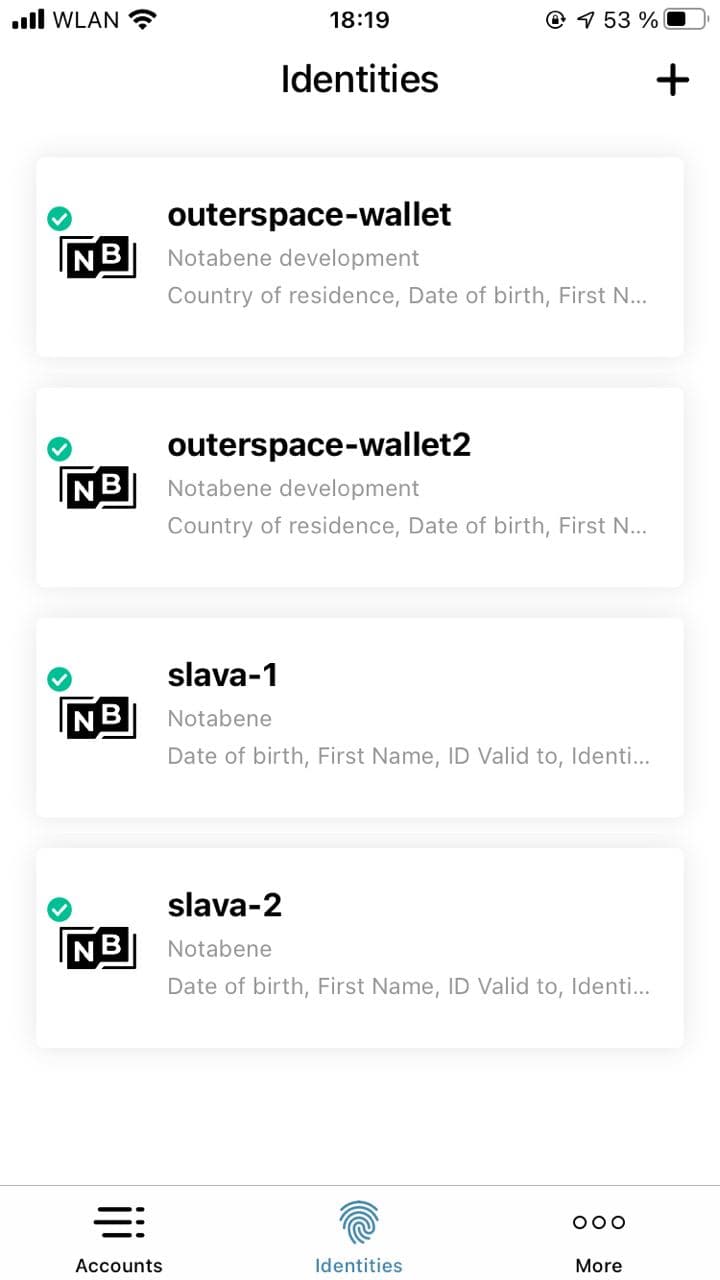 WLAN 18:19 53 %
Identities
outerspace-wallet
NB Notabene development
Country of residence, Date of birth, First N...
outerspace-wallet2
NB Notabene development
Country of residence, Date of birth, First N...
slava-1
NB Notabene
Date of birth, First Name, ID Valid to, Identi...
slava-2
NB Notabene
Date of birth, First Name, ID Valid to, Identi...
Accounts Identities More